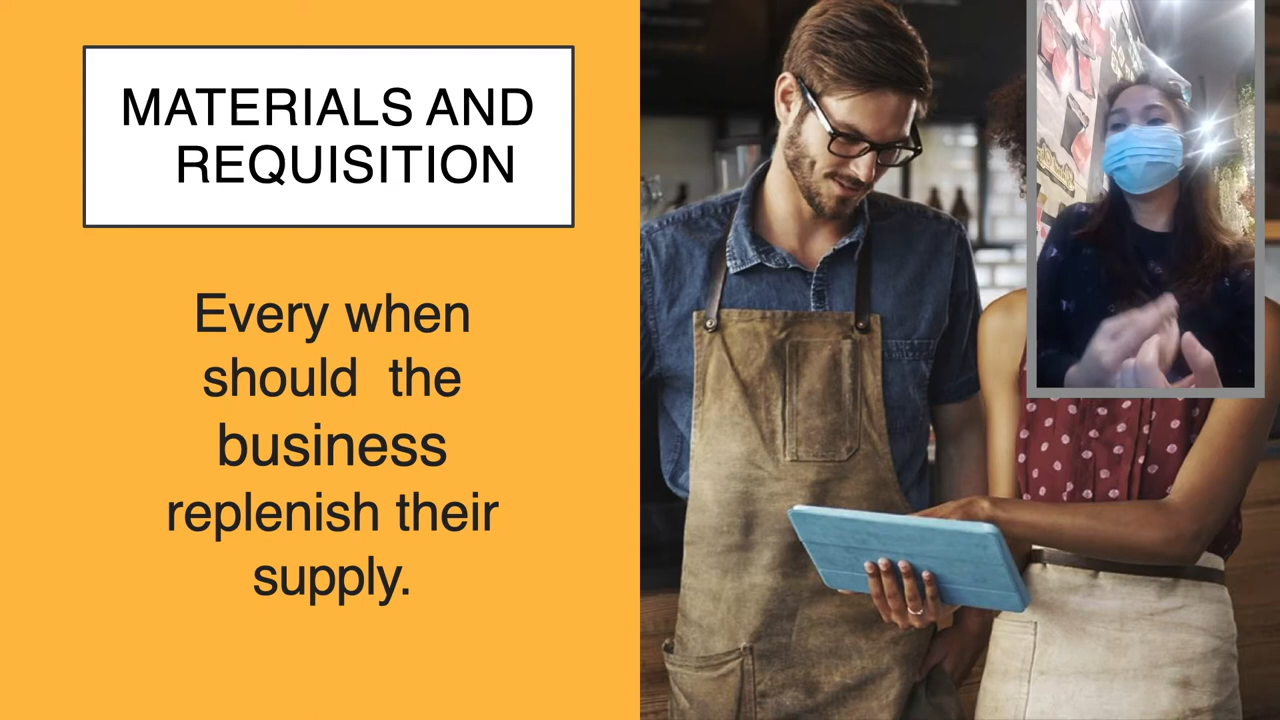 MATERIALS AND
REQUISITION
Every when
should  the
business
replenish their
supply.